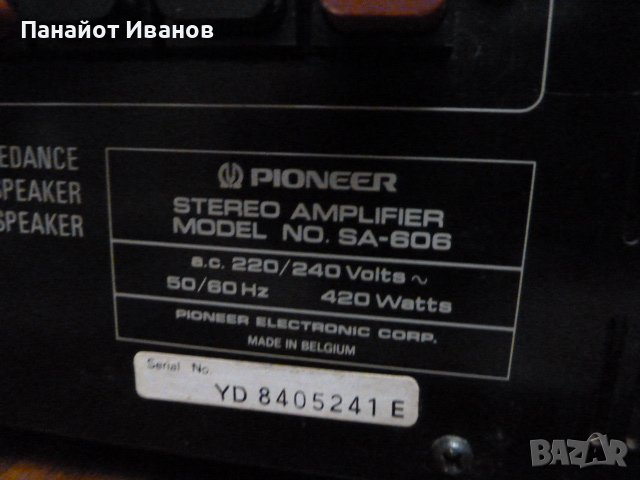 Панайот Иванов
EDANCE
SPEAKER
SPEAKER
PIONEER
STEREO AMPLIFIER
MODEL NO. SA-606
a.c. 220/240 Volts ~
50/60 Hz 420 Watts
PIONEER ELECTRONIC CORP.
MADE IN BELGIUM
Serial No.
YD 8405241 E
BAZAR